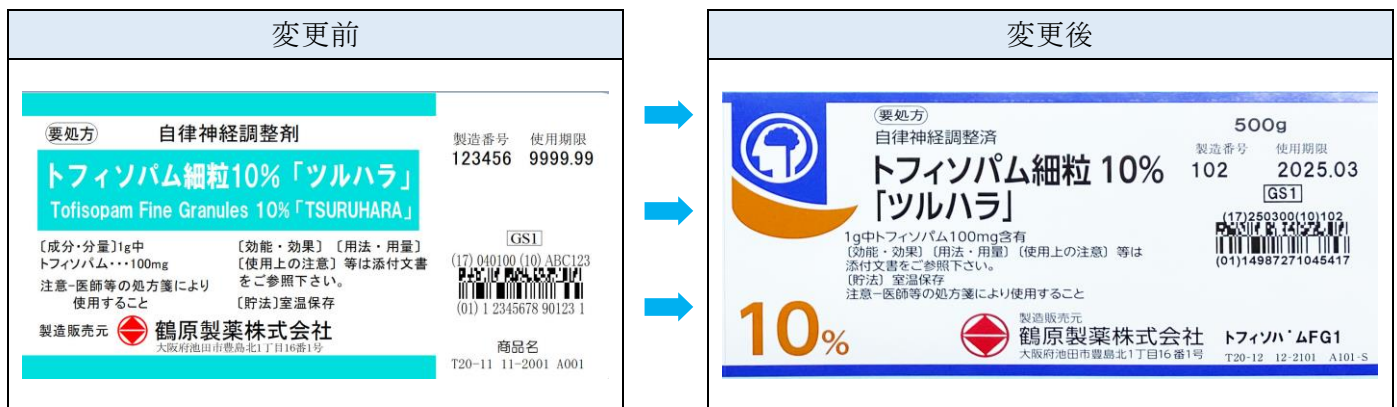 変更前
要処方
自律神経調整剤
トフィソパム細粒10%「ツルハラ」
Tofisopam Fine Granules 10%「TSURUHARA」
〔成分・分量〕1g中
トフィソパム・・・100mg
注意-医師等の処方箋により
使用すること
〔効能・効果〕〔用法・用量〕
〔使用上の注意〕等は添付文書
をご参照下さい。
〔貯法〕室温保存
製造販売元
鶴原製薬株式会社
大阪府池田市豊島北1丁目16番1号
製造番号 使用期限
123456 9999.99
GS1
(17) 040100 (10) ABC123
(01) 1 2345678 90123 1
商品名
T20-11 11-2001 A001
変更後
要処方
自律神経調整済
トフィソパム細粒 10%
「ツルハラ」
1g中トフィソパム100mg含有
〔効能・効果〕〔用法・用量〕〔使用上の注意〕等は
添付文書をご参照下さい。
〔貯法〕室温保存
注意-医師等の処方箋により使用すること
10%
製造販売元
鶴原製薬株式会社
大阪府池田市豊島北1丁目16番1号
500g
製造番号 使用期限
102 2025.03
GS1
(17)250300(10)102
(01)14987271045417
トフィソパムFG1
T20-12 12-2101 A101-S